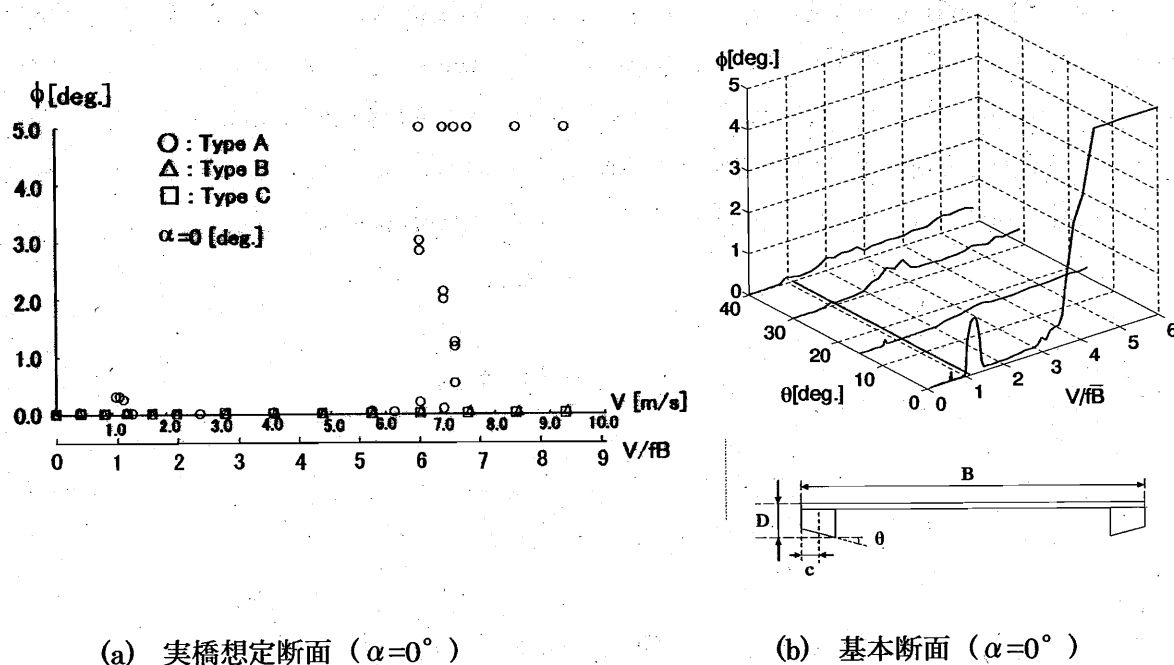 φ[deg.]
5.0
4.0
3.0
2.0
1.0
0.0
○ : Type A
△ : Type B
□ : Type C
α=0 [deg.]
V [m/s]
1.0 2.0 3.0 4.0 5.0 6.0 7.0 8.0 9.0 10.0
0 1 2 3 4 5 6 7 8 9
V/fB
φ[deg.]
5
4
3
2
1
0
40
30
20
10
0
θ[deg.]
0
1
2
3
4
5
6
V/fB̅
B
D
θ
c
(a) 実橋想定断面（α=0°）
(b) 基本断面（α=0°）